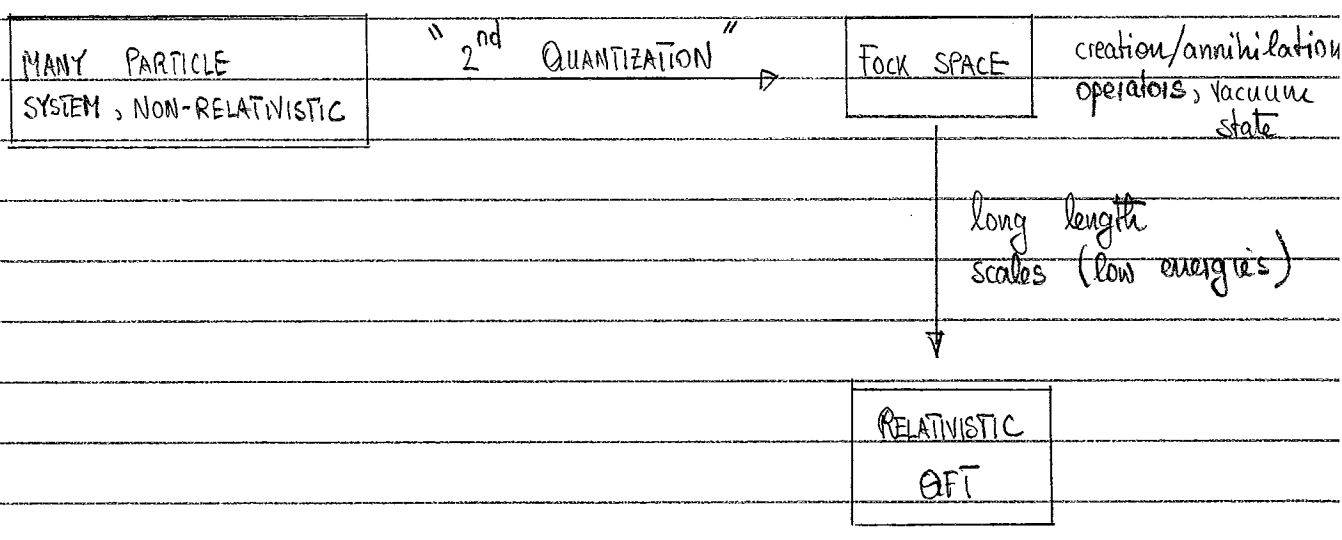 MANY PARTICLE
SYSTEM, NON-RELATIVISTIC
"2nd QUANTIZATION"
FOCK SPACE
creation/annihilation
operators, vacuum
state
long length
scales (low energies)
RELATIVISTIC
QFT